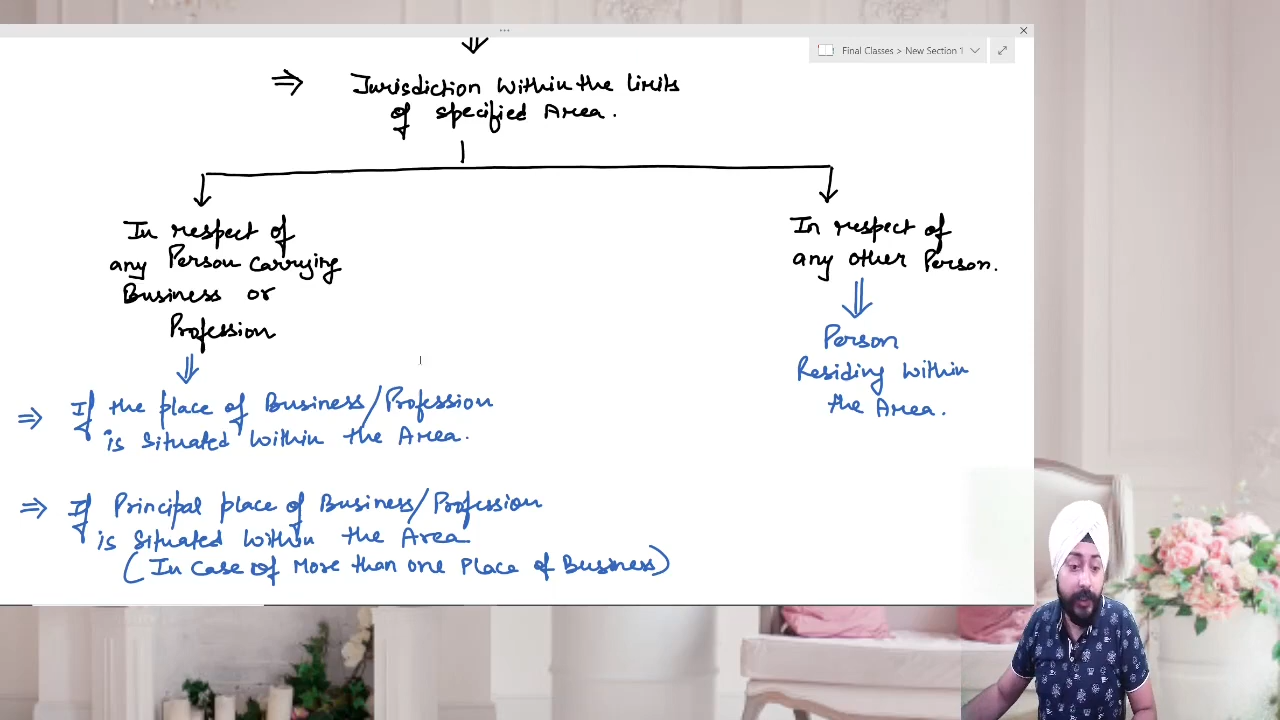 Final Classes > New Section 1
⇒ Jurisdiction within the limits
of specified Area.
In respect of
any Person carrying
Business or
Profession
In respect of
any other Person.
Person
Residing within
the Area.
⇒ If the place of Business/Profession
is situated within the Area.
⇒ If Principal place of Business/Profession
is situated within the Area
(In case of More than one Place of Business)